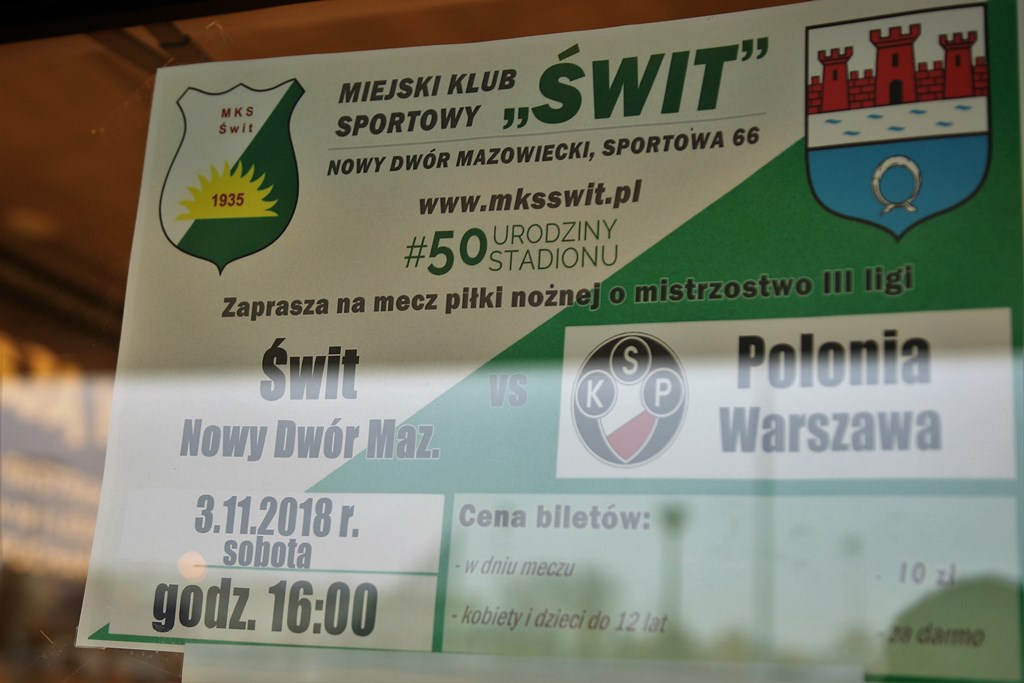 MKS
Świt
1935
MIEJSKI KLUB
SPORTOWY „ŚWIT”
NOWY DWÓR MAZOWIECKI, SPORTOWA 66
www.mksswit.pl
#50 URODZINY
STADIONU
Zaprasza na mecz piłki nożnej o mistrzostwo III ligi
Świt
Nowy Dwór Maz.
vs
KSP
Polonia
Warszawa
3.11.2018 r.
sobota
godz. 16:00
Cena biletów:
- w dniu meczu - 10 zł
- kobiety i dzieci do 12 lat - za darmo